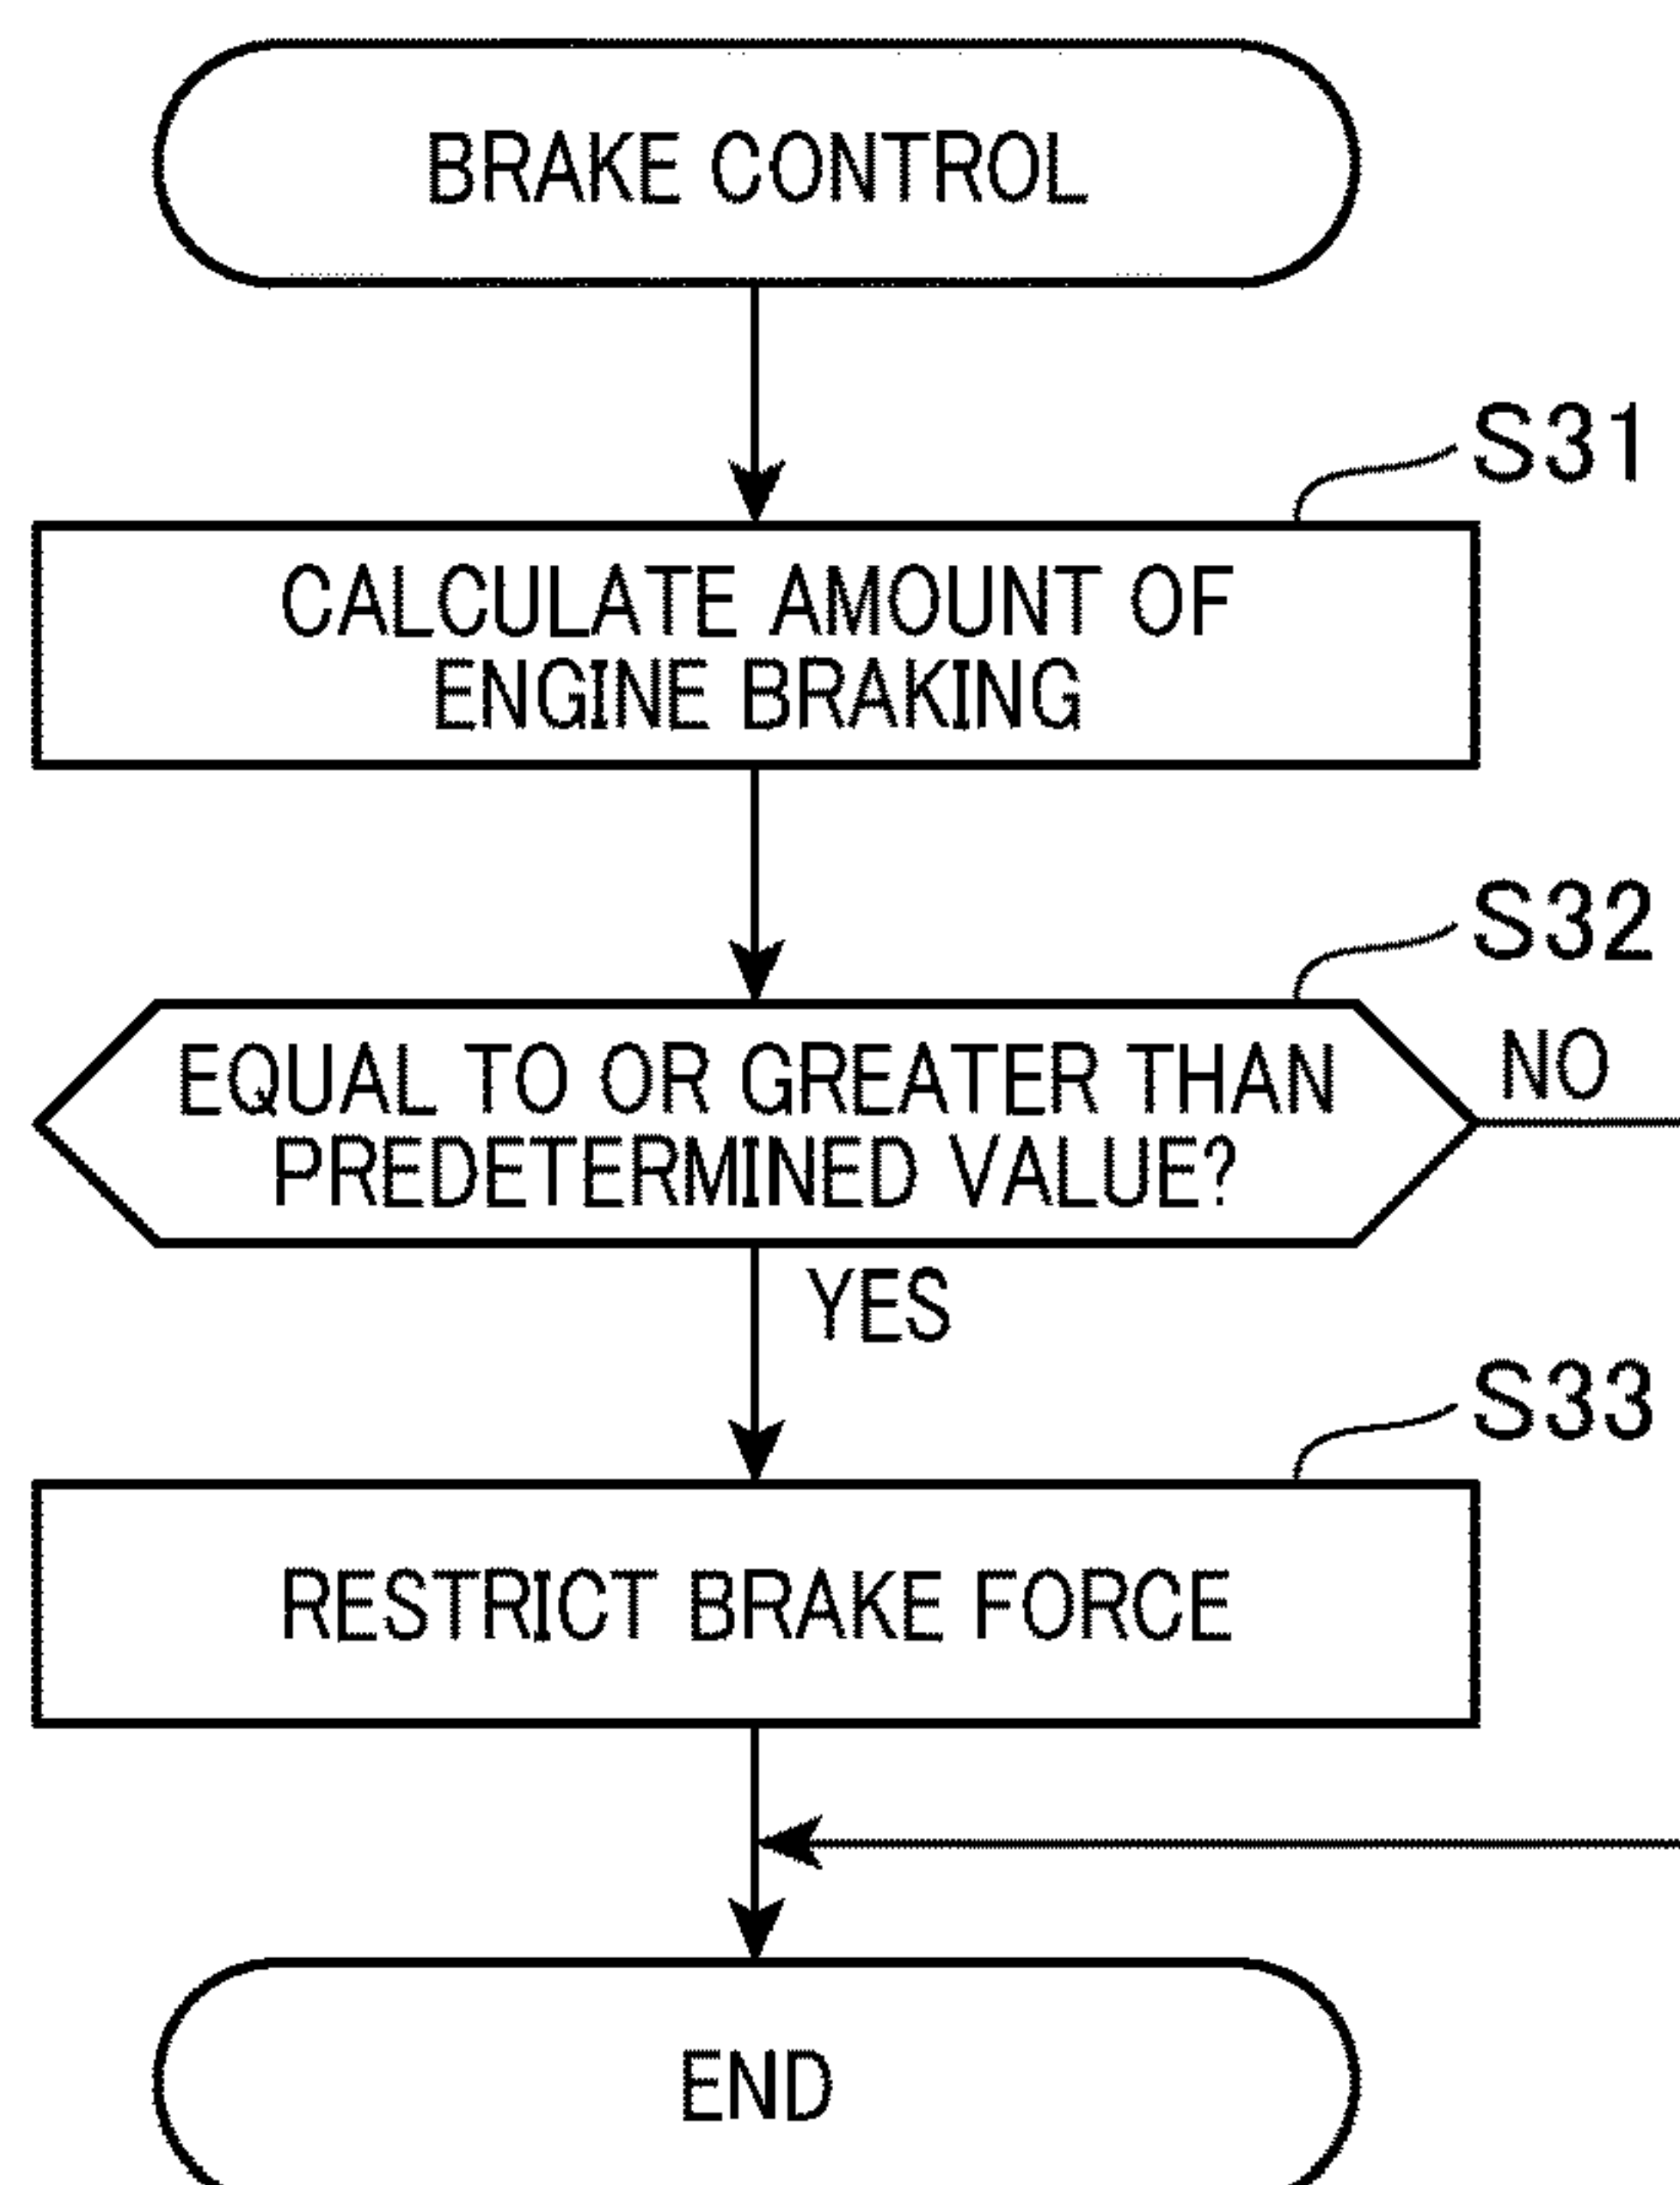 BRAKE CONTROL
S31
CALCULATE AMOUNT OF
ENGINE BRAKING
S32
EQUAL TO OR GREATER THAN
PREDETERMINED VALUE?
NO
YES
S33
RESTRICT BRAKE FORCE
END